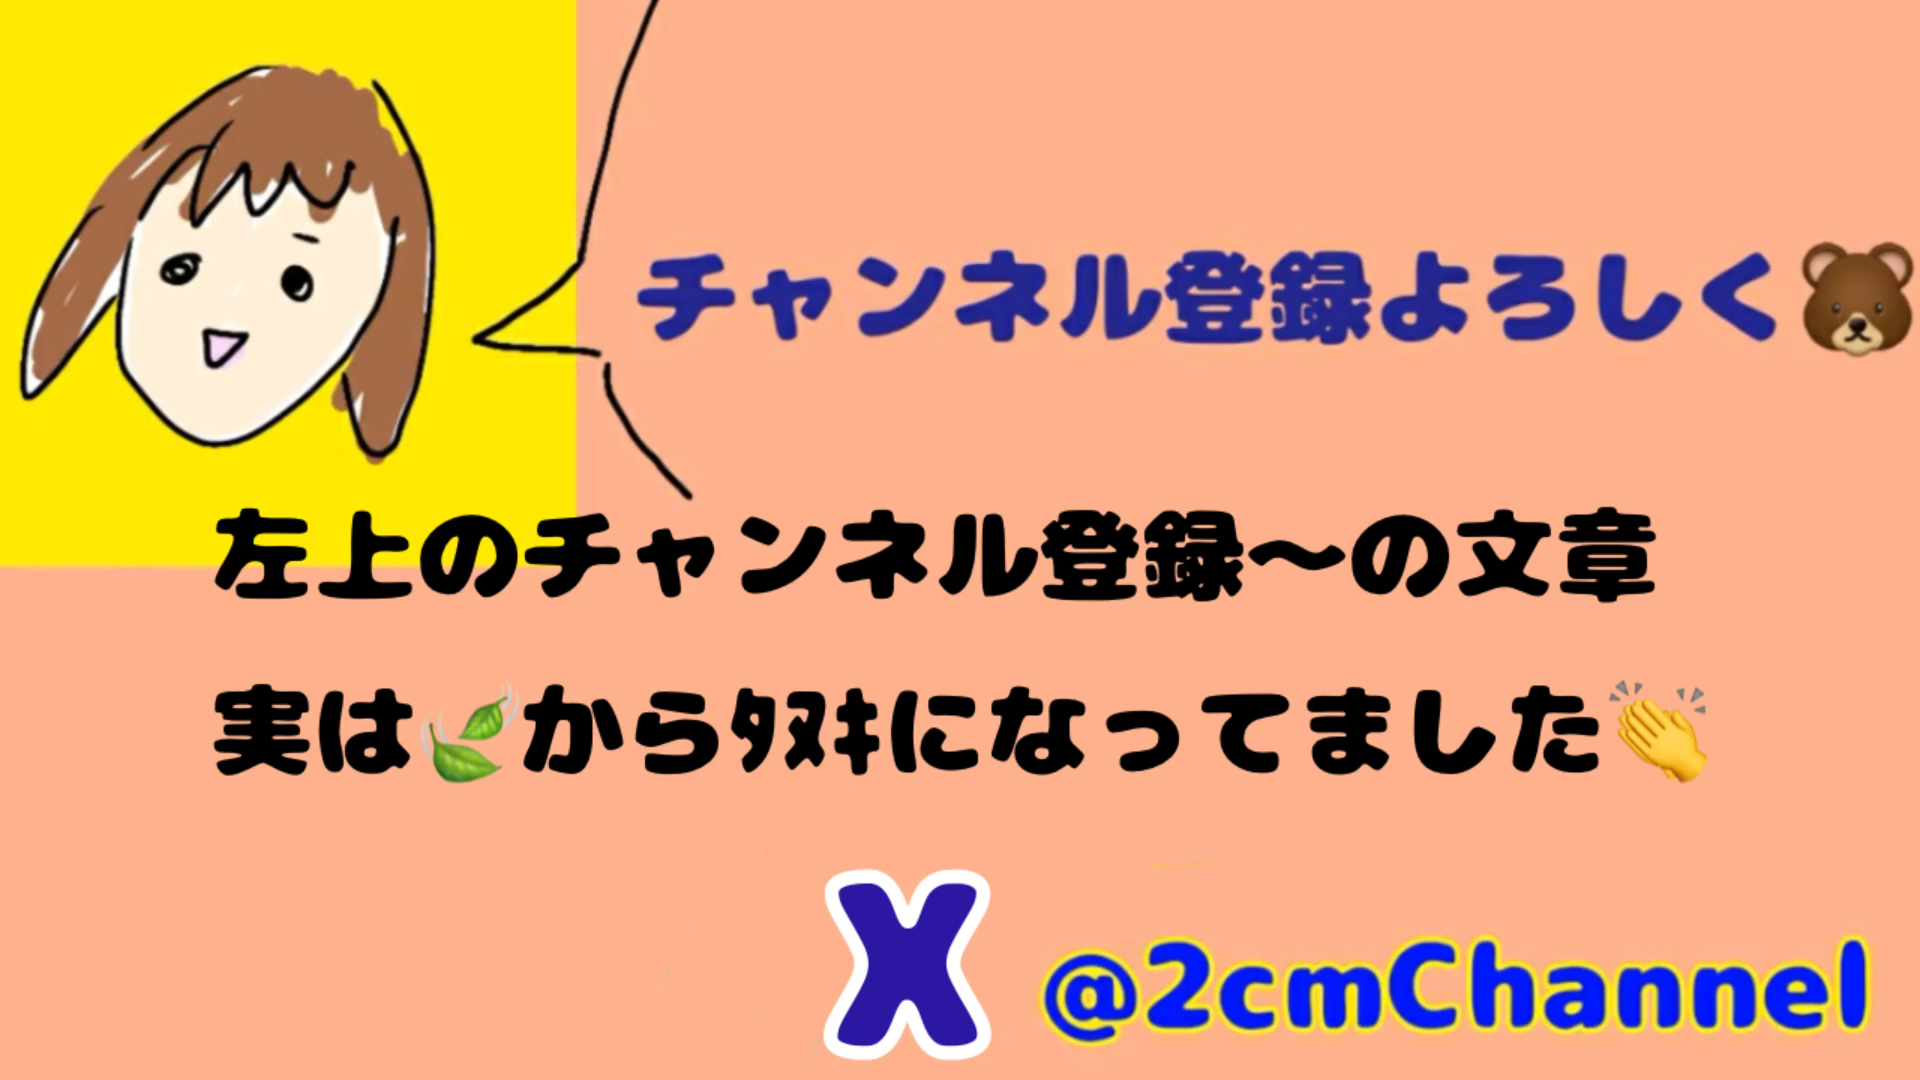 チャンネル登録よろしく🐻
左上のチャンネル登録〜の文章
実は🍃からﾀﾇｷになってました👏
X @2cmChannel